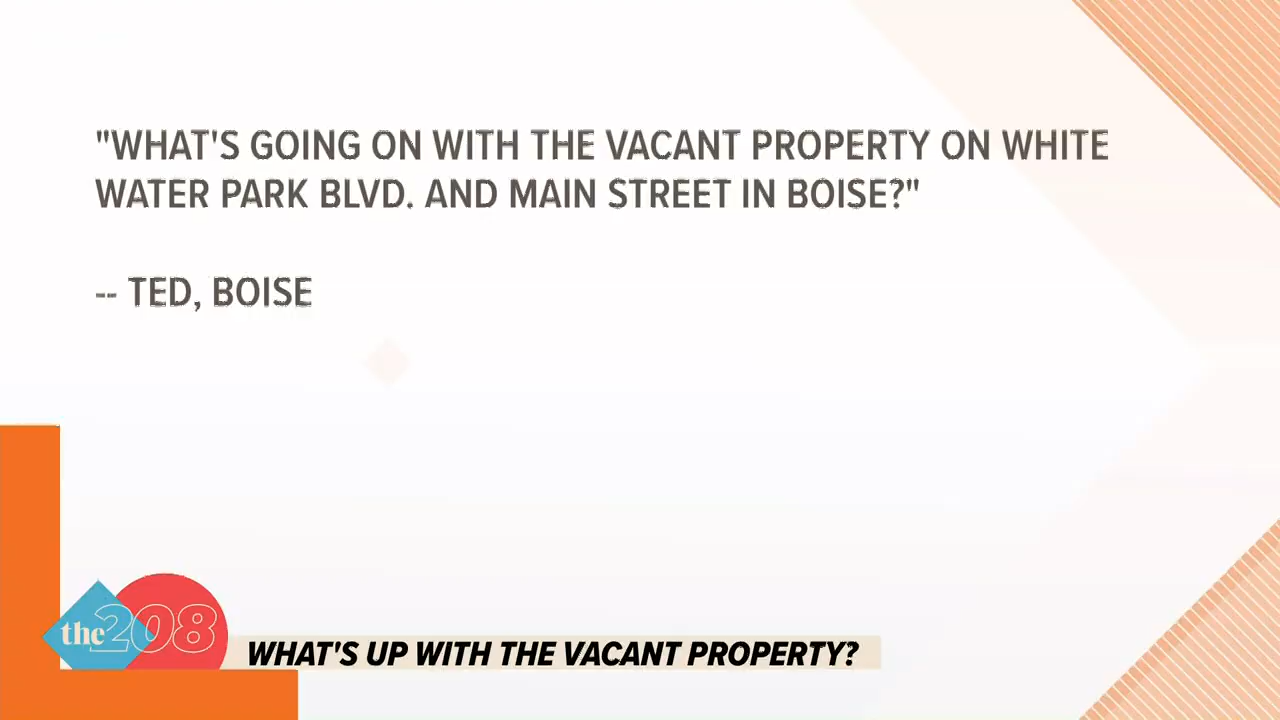 "WHAT'S GOING ON WITH THE VACANT PROPERTY ON WHITE
WATER PARK BLVD. AND MAIN STREET IN BOISE?"
-- TED, BOISE
the208
WHAT'S UP WITH THE VACANT PROPERTY?